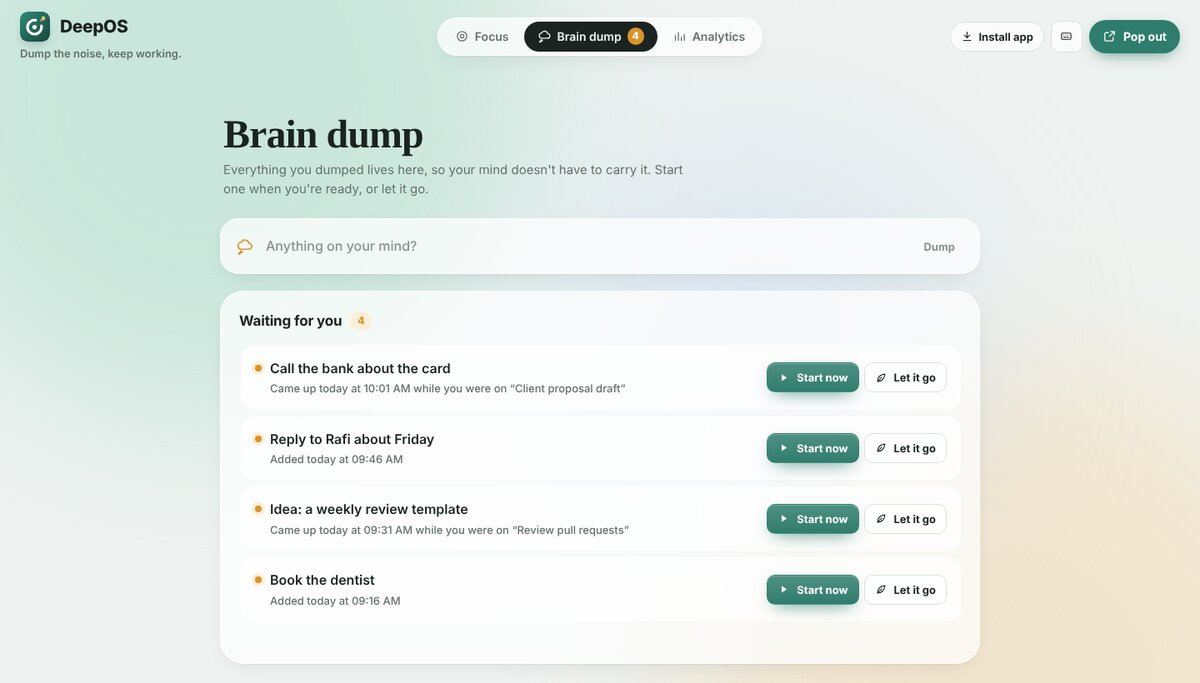 DeepOS
Dump the noise, keep working.
Focus
Brain dump 4
Analytics
Install app
Pop out
Brain dump
Everything you dumped lives here, so your mind doesn't have to carry it. Start
one when you're ready, or let it go.
Anything on your mind?
Dump
Waiting for you 4
Call the bank about the card
Came up today at 10:01 AM while you were on “Client proposal draft”
Start now
Let it go
Reply to Rafi about Friday
Added today at 09:46 AM
Start now
Let it go
Idea: a weekly review template
Came up today at 09:31 AM while you were on “Review pull requests”
Start now
Let it go
Book the dentist
Added today at 09:16 AM
Start now
Let it go